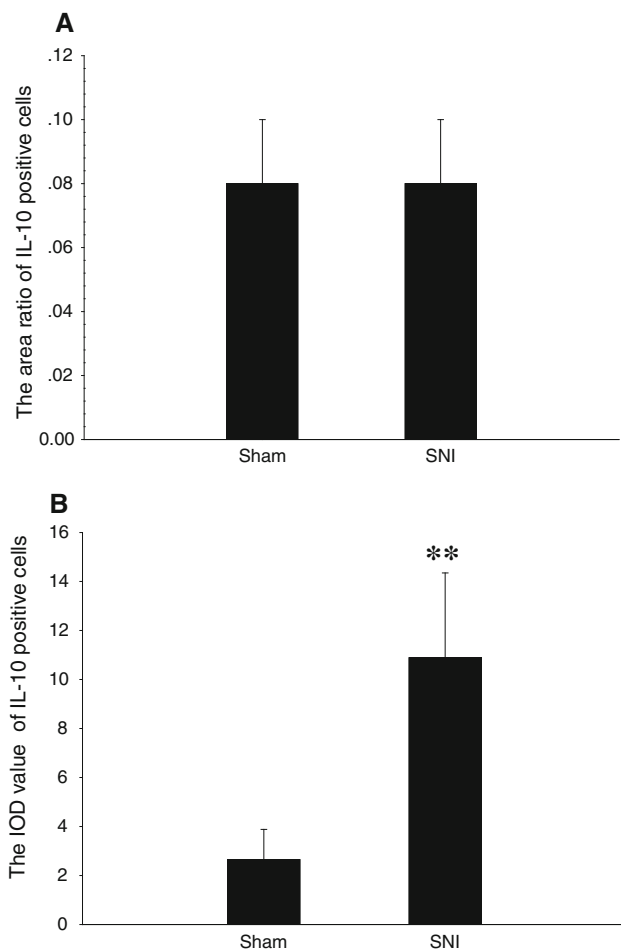 A
The area ratio of IL-10 positive cells
.12
.10
.08
.06
.04
.02
0.00
Sham SNI
B
The IOD value of IL-10 positive cells
16
14
12
10
8
6
4
2
0
**
Sham SNI